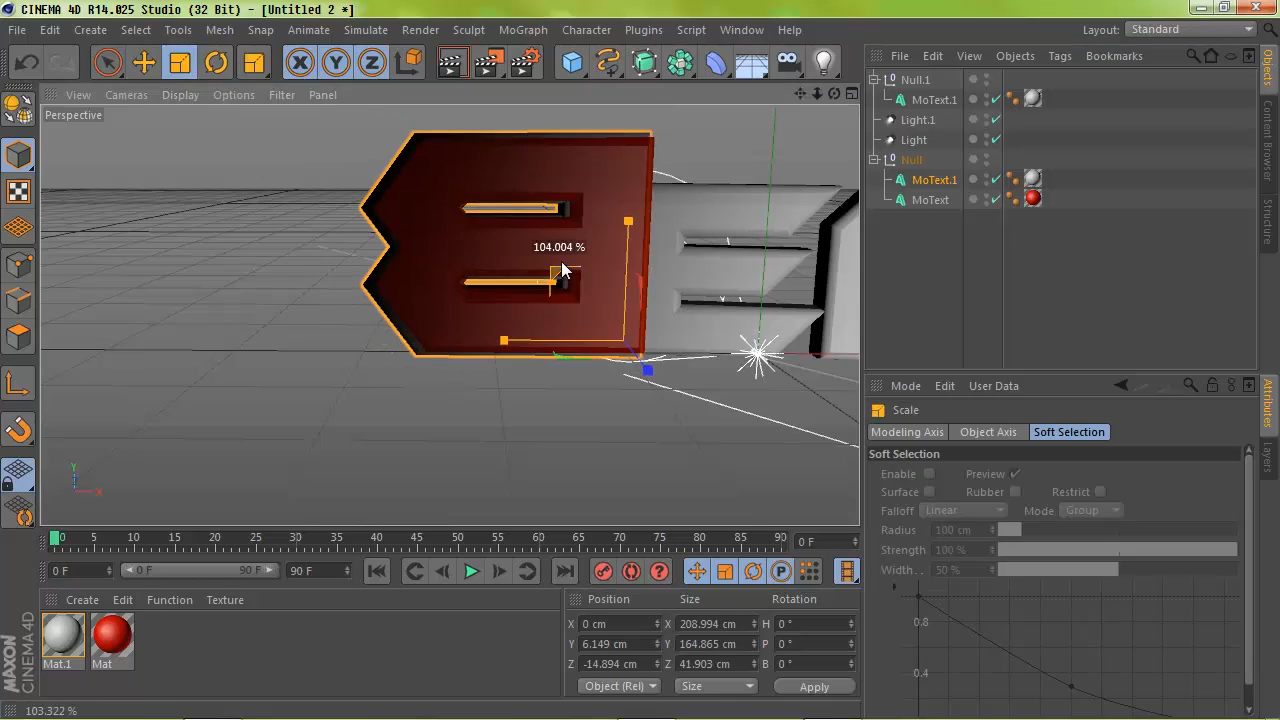 CINEMA 4D R14.025 Studio (32 Bit) - [Untitled 2 *]
File Edit Create Select Tools Mesh Snap Animate Simulate Render Sculpt MoGraph Character Plugins Script Window Help
Layout: Standard
X Y Z
View Cameras Display Options Filter Panel
Perspective
104.004 %
Y
X
File Edit View Objects Tags Bookmarks
Null.1
MoText.1
Light.1
Light
Null
MoText.1
MoText
Objects
Content Browser
Structure
Mode Edit User Data
Scale
Modeling Axis Object Axis Soft Selection
Soft Selection
Enable Preview
Surface Rubber Restrict
Falloff Linear Mode Group
Radius 100 cm
Strength 100 %
Width.. 50 %
0.8
0.4
Attributes
Layers
0 5 10 15 20 25 30 35 40 45 50 55 60 65 70 75 80 85 90 0 F
0 F 0 F 90 F 90 F
Create Edit Function Texture
Mat.1 Mat
Position Size Rotation
X 0 cm X 208.994 cm H 0 °
Y 6.149 cm Y 164.865 cm P 0 °
Z -14.894 cm Z 41.903 cm B 0 °
Object (Rel) Size Apply
MAXON
CINEMA 4D
103.322 %